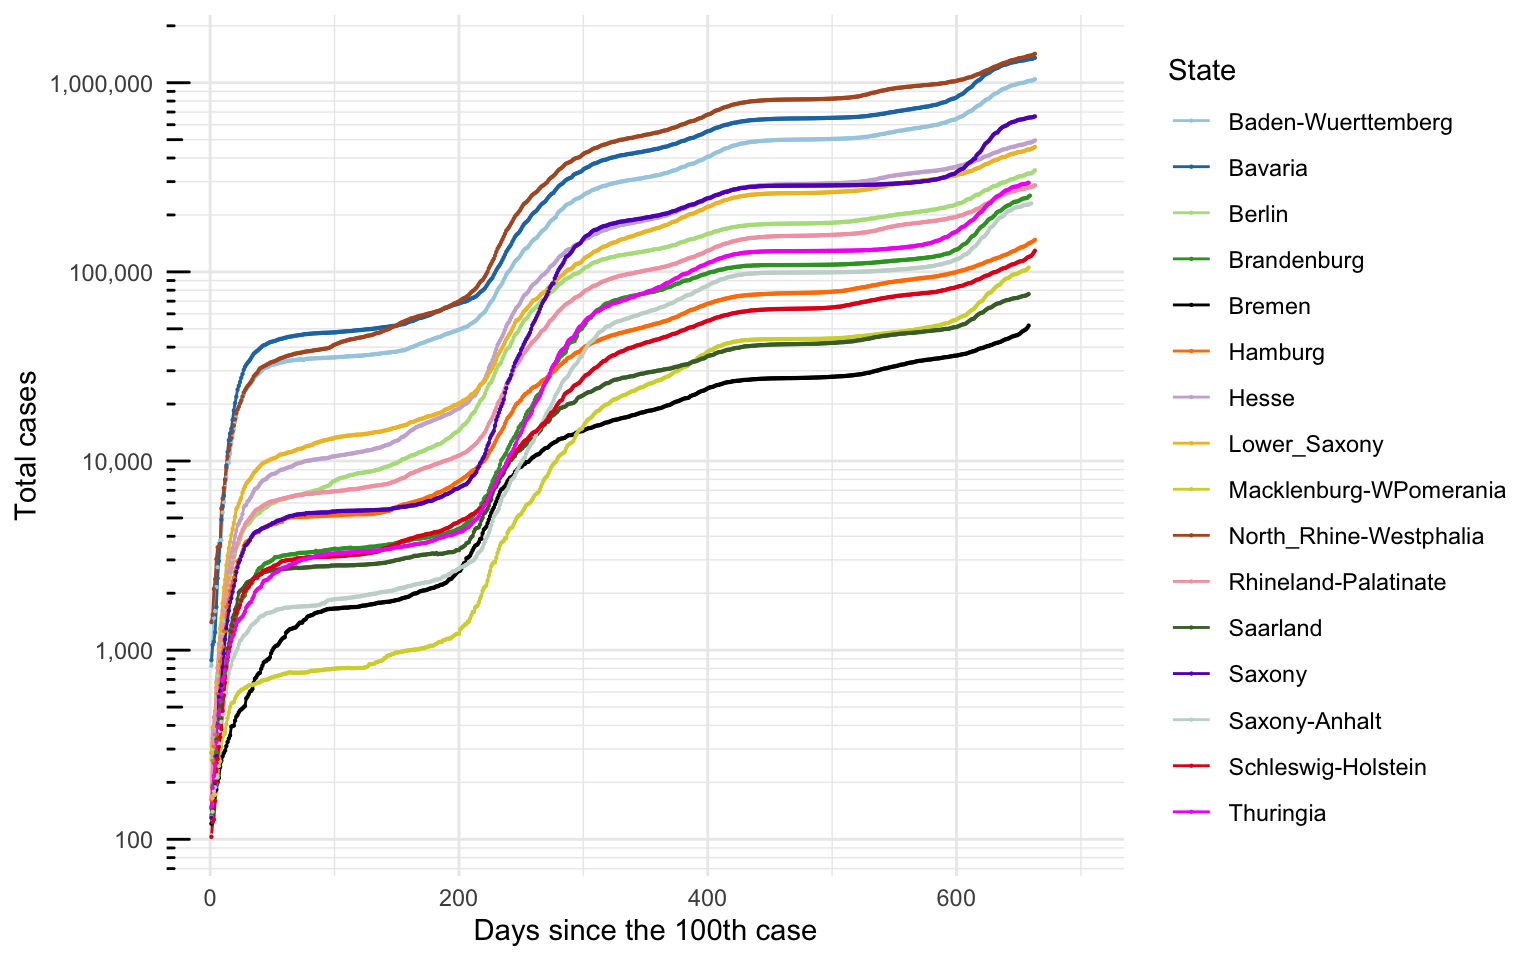 Total cases
1,000,000
100,000
10,000
1,000
100
0
200
400
600
Days since the 100th case
State
Baden-Wuerttemberg
Bavaria
Berlin
Brandenburg
Bremen
Hamburg
Hesse
Lower_Saxony
Macklenburg-WPomerania
North_Rhine-Westphalia
Rhineland-Palatinate
Saarland
Saxony
Saxony-Anhalt
Schleswig-Holstein
Thuringia